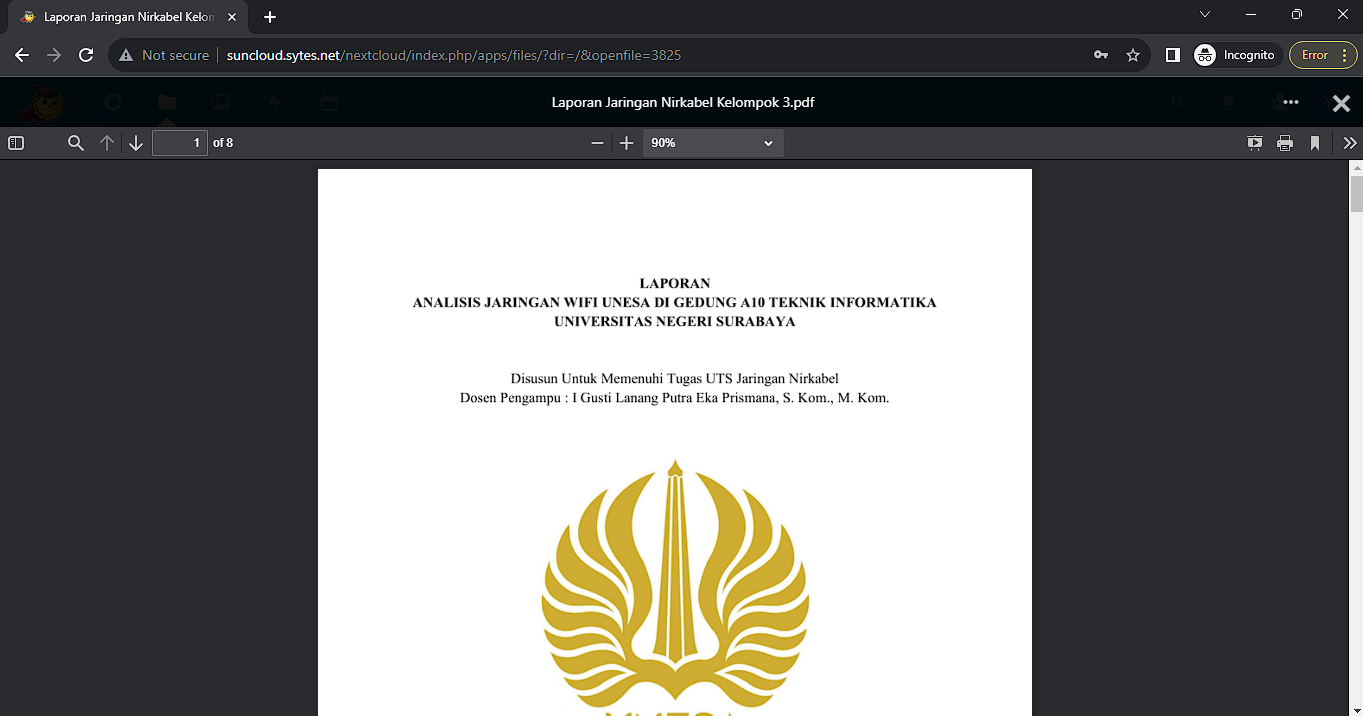 Laporan Jaringan Nirkabel Kelom
Not secure
suncloud.sytes.net/nextcloud/index.php/apps/files/?dir=/&openfile=3825
Incognito
Error
Laporan Jaringan Nirkabel Kelompok 3.pdf
1 of 8
90%
LAPORAN
ANALISIS JARINGAN WIFI UNESA DI GEDUNG A10 TEKNIK INFORMATIKA
UNIVERSITAS NEGERI SURABAYA
Disusun Untuk Memenuhi Tugas UTS Jaringan Nirkabel
Dosen Pengampu : I Gusti Lanang Putra Eka Prismana, S. Kom., M. Kom.